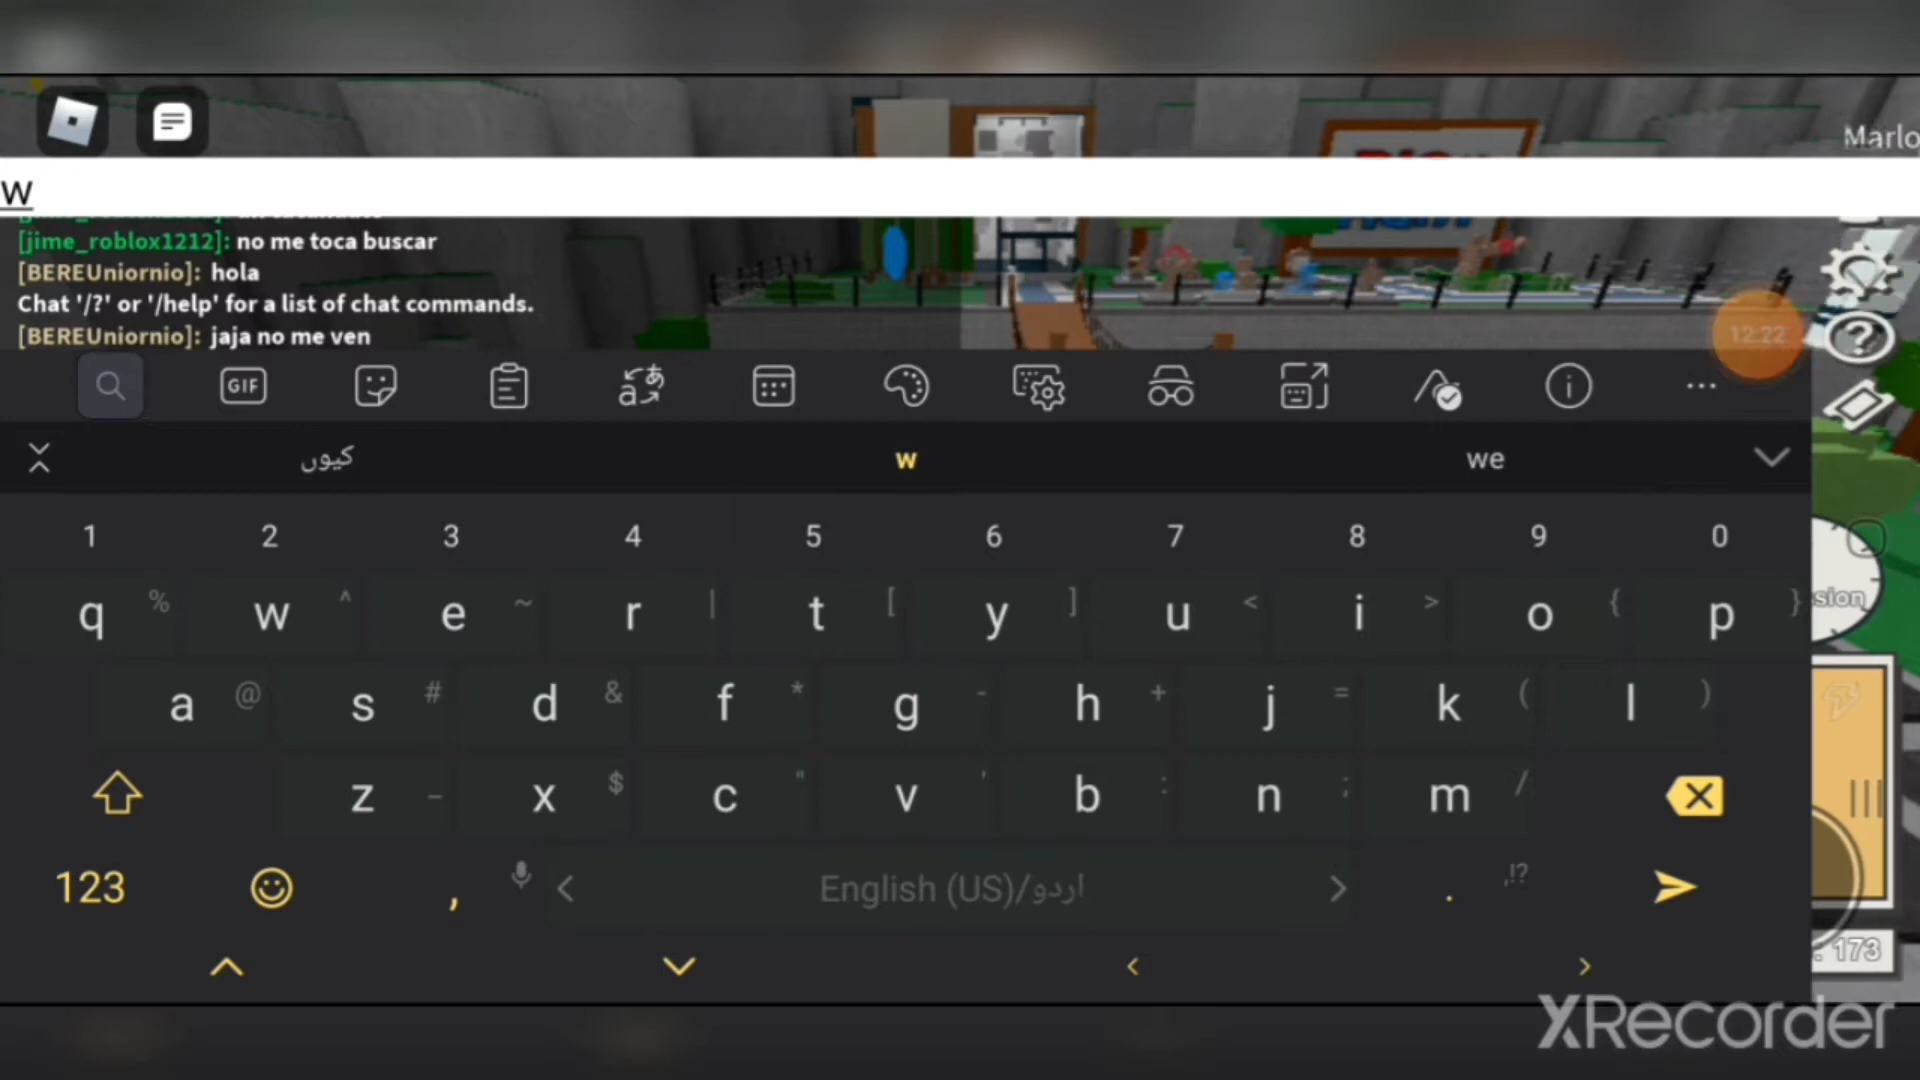 Marlo
w
[jime_roblox1212]: no me toca buscar
[BEREUniornio]: hola
Chat '/?' or '/help' for a list of chat commands.
[BEREUniornio]: jaja no me ven
12:22
GIF
کیوں w we
1 2 3 4 5 6 7 8 9 0
q % w ^ e ~ r | t [ y ] u < i > o { p }
sion
a @ s # d & f * g - h + j = k ( l )
z _ x $ c " v ' b : n ; m /
123 , English (US)/اردو . ,!?
: 173
XRecorder